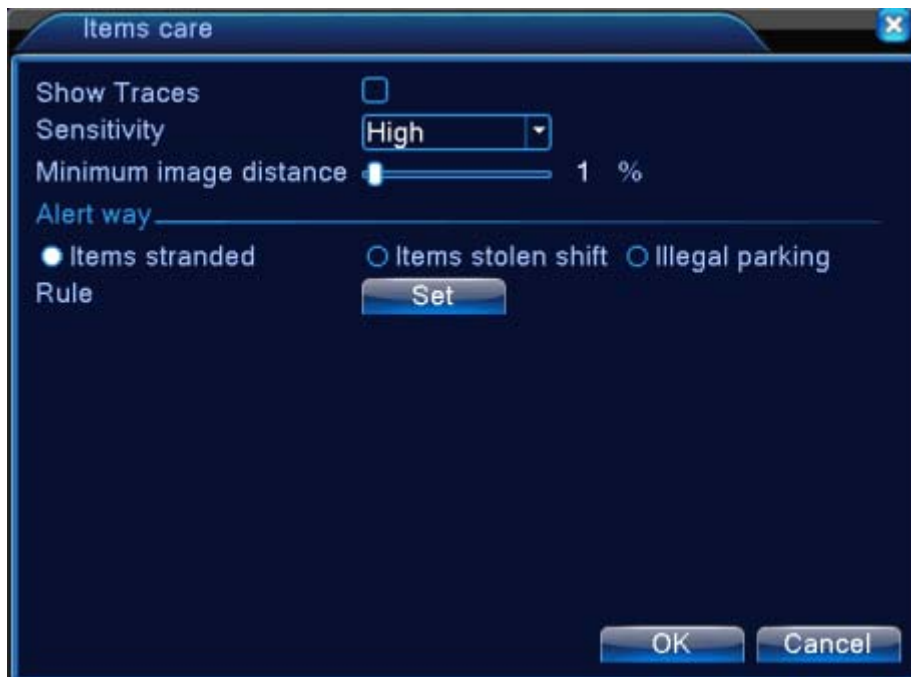 Items care
Show Traces
Sensitivity High
Minimum image distance 1 %
Alert way
Items stranded Items stolen shift Illegal parking
Rule Set
OK Cancel